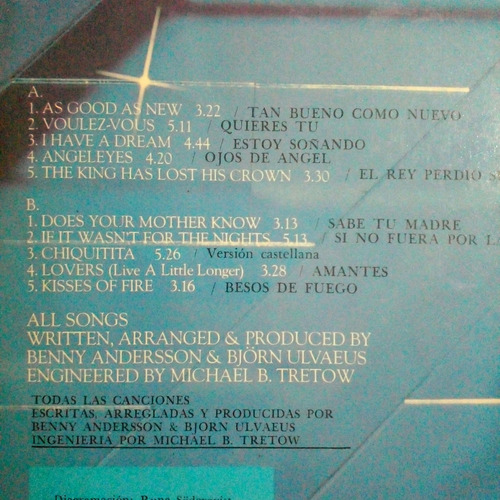 A.
1. AS GOOD AS NEW 3.22 / TAN BUENO COMO NUEVO
2. VOULEZ-VOUS 5.11 / QUIERES TU
3. I HAVE A DREAM 4.44 / ESTOY SOÑANDO
4. ANGELEYES 4.20 / OJOS DE ANGEL
5. THE KING HAS LOST HIS CROWN 3.30 / EL REY PERDIO
B.
1. DOES YOUR MOTHER KNOW 3.13 / SABE TU MADRE
2. IF IT WASN'T FOR THE NIGHTS 5.13 / SI NO FUERA POR
3. CHIQUITITA 5.26 / Versión castellana
4. LOVERS (Live A Little Longer) 3.28 / AMANTES
5. KISSES OF FIRE 3.16 / BESOS DE FUEGO
ALL SONGS
WRITTEN, ARRANGED & PRODUCED BY
BENNY ANDERSSON & BJÖRN ULVAEUS
ENGINEERED BY MICHAEL B. TRETOW
TODAS LAS CANCIONES
ESCRITAS, ARREGLADAS Y PRODUCIDAS POR
BENNY ANDERSSON & BJORN ULVAEUS
INGENIERIA POR MICHAEL B. TRETOW
Diagramación: Rune